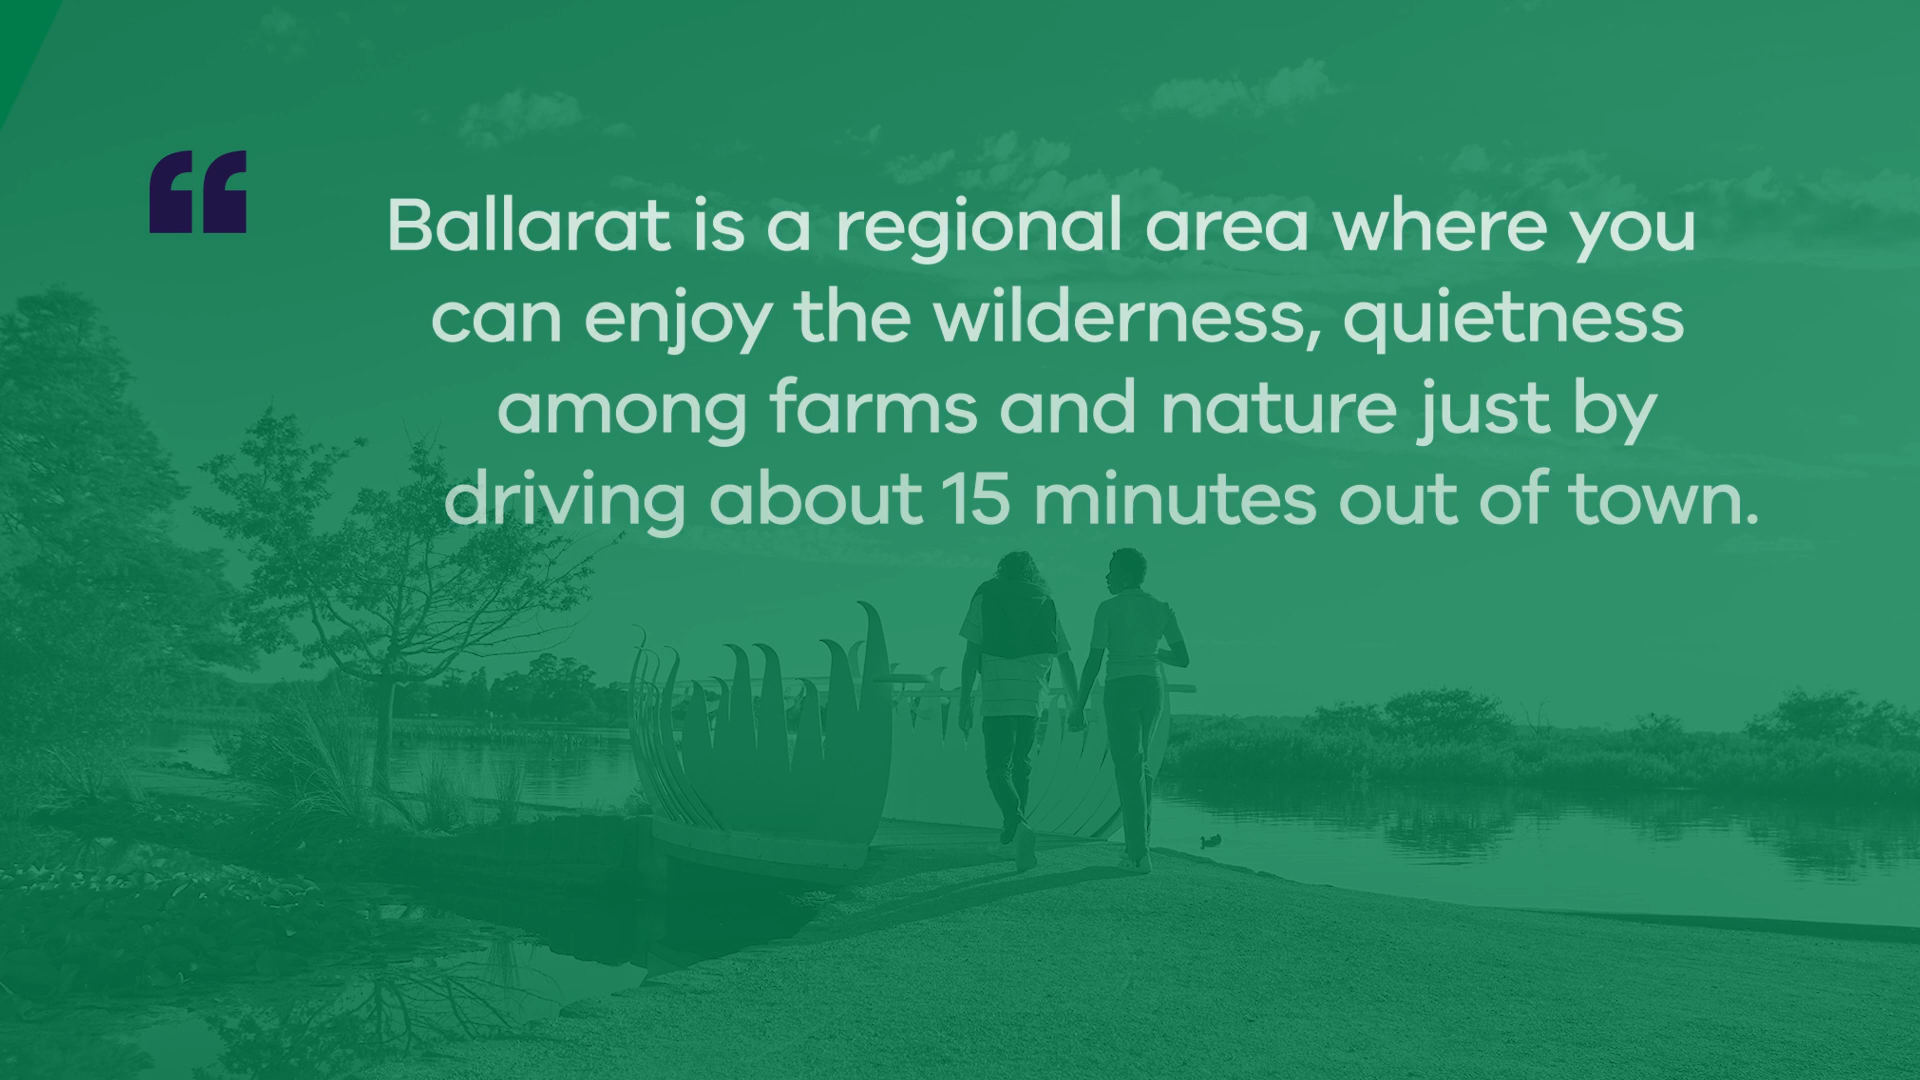 “
Ballarat is a regional area where you
can enjoy the wilderness, quietness
among farms and nature just by
driving about 15 minutes out of town.